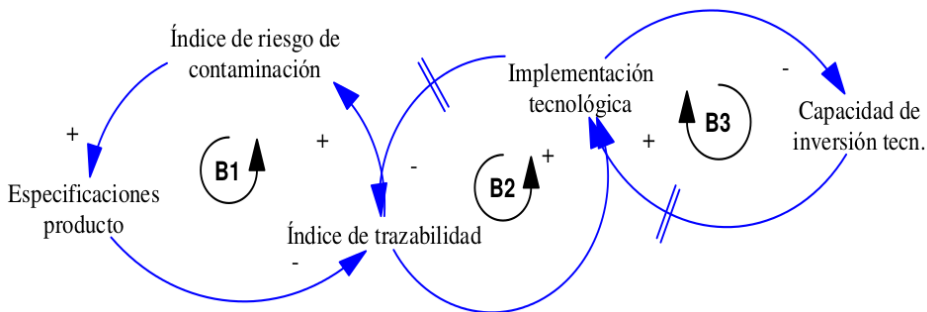 Índice de riesgo de
contaminación
+
Especificaciones
producto
B1
+
-
Índice de trazabilidad
-
B2
+
Implementación
tecnológica
+
B3
-
Capacidad de
inversión tecn.